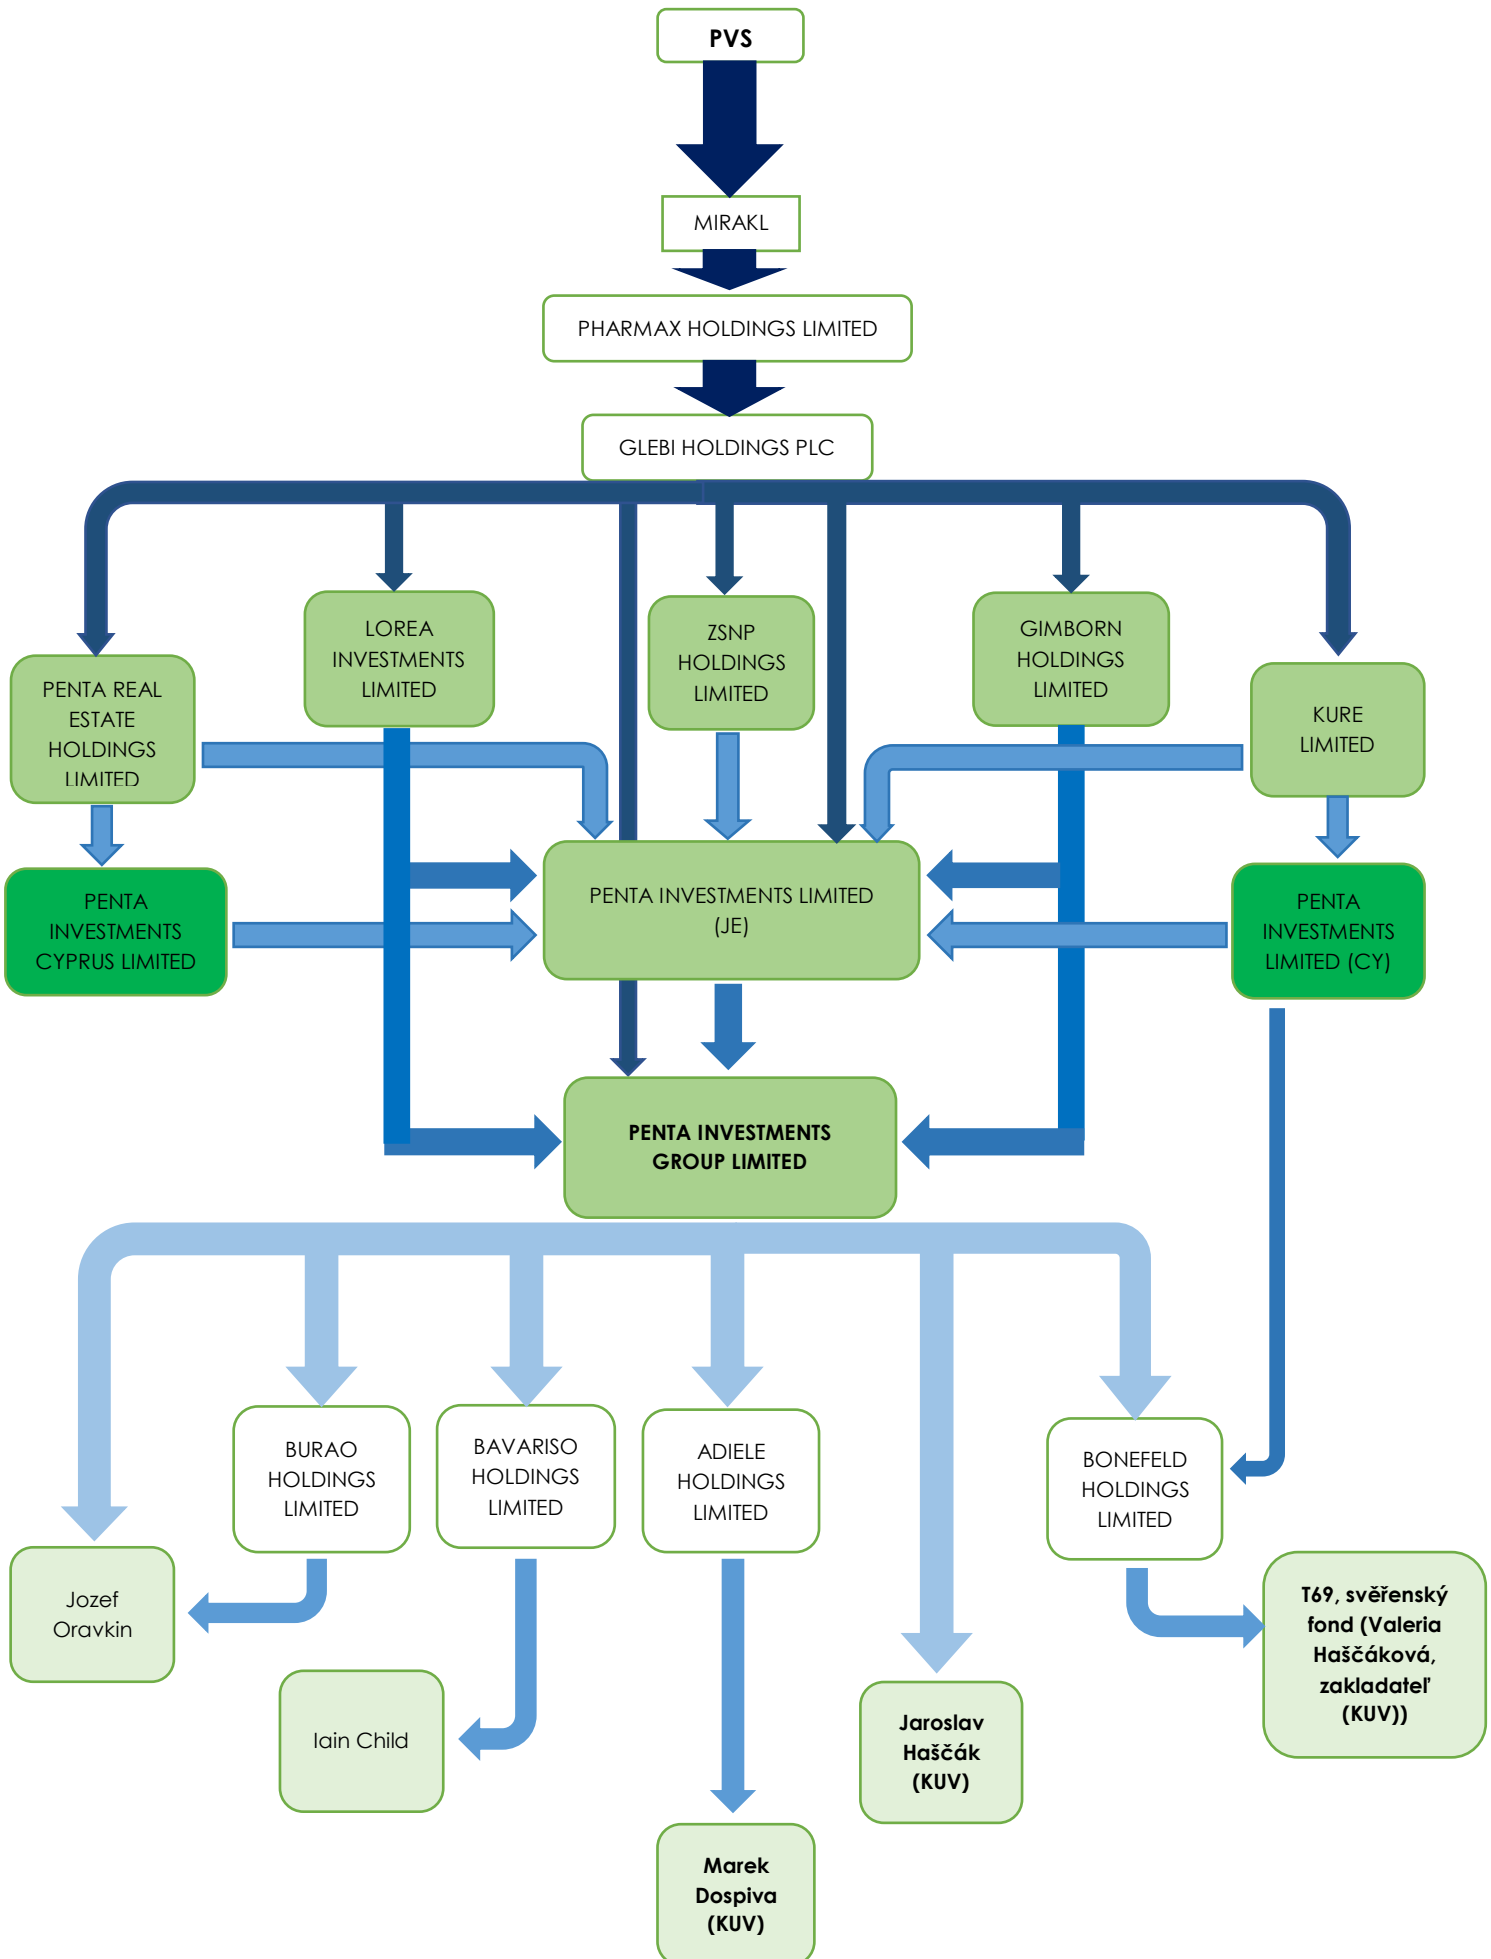 PVS
MIRAKL
PHARMAX HOLDINGS LIMITED
GLEBI HOLDINGS PLC
LOREA
INVESTMENTS
LIMITED
ZSNP
HOLDINGS
LIMITED
GIMBORN
HOLDINGS
LIMITED
PENTA REAL
ESTATE
HOLDINGS
LIMITED
KURE
LIMITED
PENTA
INVESTMENTS
CYPRUS LIMITED
PENTA INVESTMENTS LIMITED
(JE)
PENTA
INVESTMENTS
LIMITED (CY)
PENTA INVESTMENTS
GROUP LIMITED
BURAO
HOLDINGS
LIMITED
BAVARISO
HOLDINGS
LIMITED
ADIELE
HOLDINGS
LIMITED
BONEFELD
HOLDINGS
LIMITED
Jozef
Oravkin
T69, svěřenský
fond (Valeria
Haščáková,
zakladateľ
(KUV))
Iain Child
Jaroslav
Haščák
(KUV)
Marek
Dospiva
(KUV)